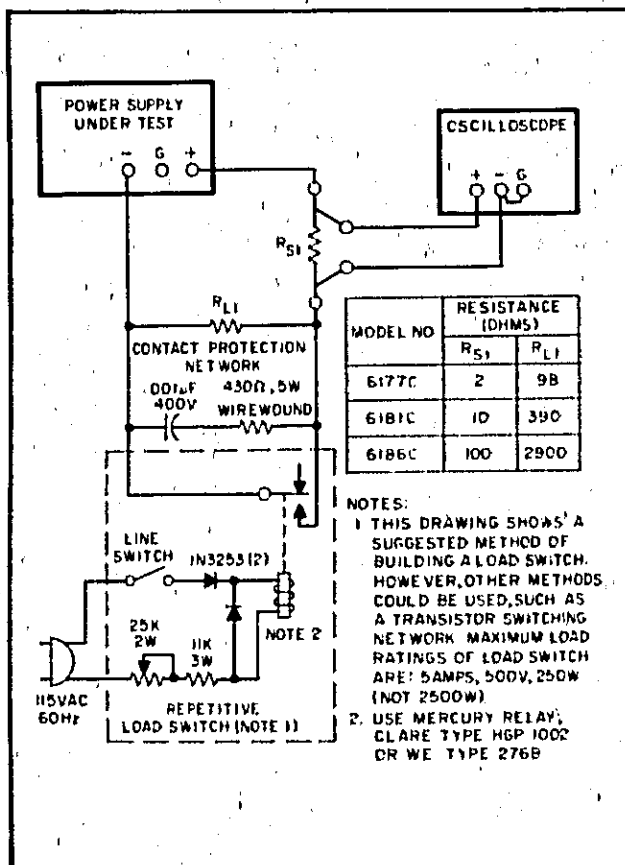 POWER SUPPLY
UNDER TEST
- G +
OSCILLOSCOPE
+ - G
RS1
RL1
CONTACT PROTECTION
NETWORK
.001µF 430Ω, 5W
400V WIREWOUND
MODEL NO RESISTANCE (OHMS)
RS1 RL1
6177C 2 98
6181C 10 390
6186C 100 2900
LINE
SWITCH
1N3253 (2)
NOTE 2
25K
2W
11K
3W
115VAC
60Hz
REPETITIVE
LOAD SWITCH (NOTE 1)
NOTES:
1 THIS DRAWING SHOWS A
SUGGESTED METHOD OF
BUILDING A LOAD SWITCH.
HOWEVER, OTHER METHODS
COULD BE USED, SUCH AS
A TRANSISTOR SWITCHING
NETWORK MAXIMUM LOAD
RATINGS OF LOAD SWITCH
ARE: 5AMPS, 500V, 250W
(NOT 2500W)
2. USE MERCURY RELAY;
CLARE TYPE HGP 1002
OR WE TYPE 276B